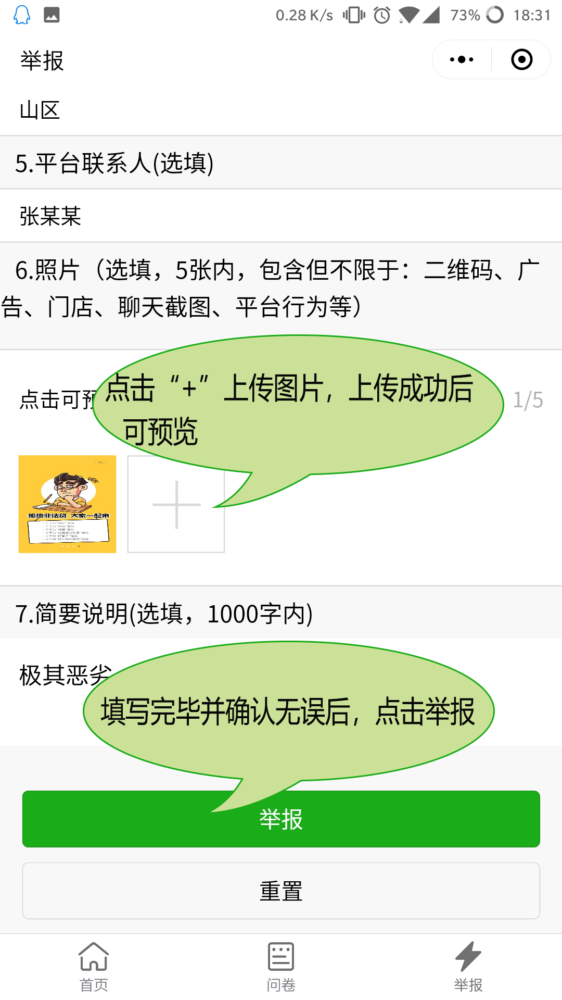 0.28 K/s 73% 18:31
举报
山区
5.平台联系人(选填)
张某某
6.照片（选填，5张内，包含但不限于：二维码、广
告、门店、聊天截图、平台行为等）
点击“+”上传图片，上传成功后
可预览
点击可预
1/5
拒绝非法贷 大家一起来
7.简要说明(选填，1000字内)
极其恶劣
填写完毕并确认无误后，点击举报
举报
重置
首页 问卷 举报